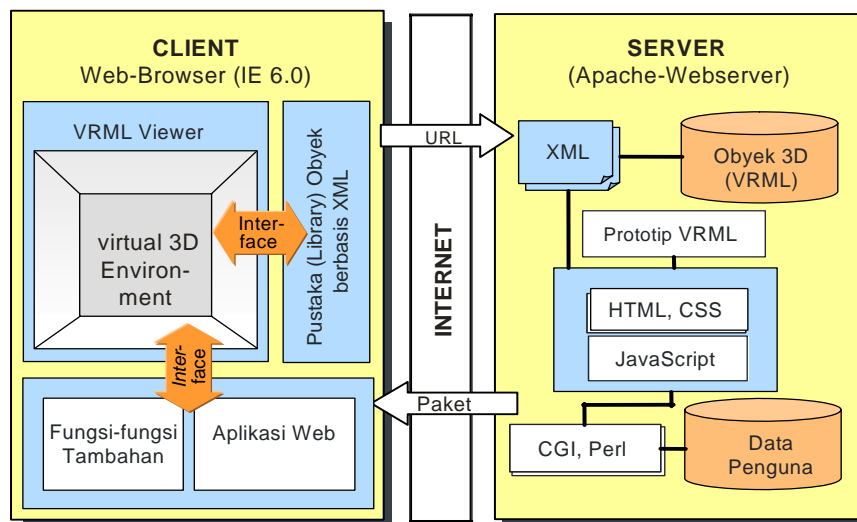 CLIENT
Web-Browser (IE 6.0)
VRML Viewer
virtual 3D
Environ-
ment
Inter-
face
Pustaka (Library) Obyek
berbasis XML
Inter-
face
Fungsi-fungsi
Tambahan
Aplikasi Web
INTERNET
URL
Paket
SERVER
(Apache-Webserver)
XML
Obyek 3D
(VRML)
Prototip VRML
HTML, CSS
JavaScript
CGI, Perl
Data
Penguna